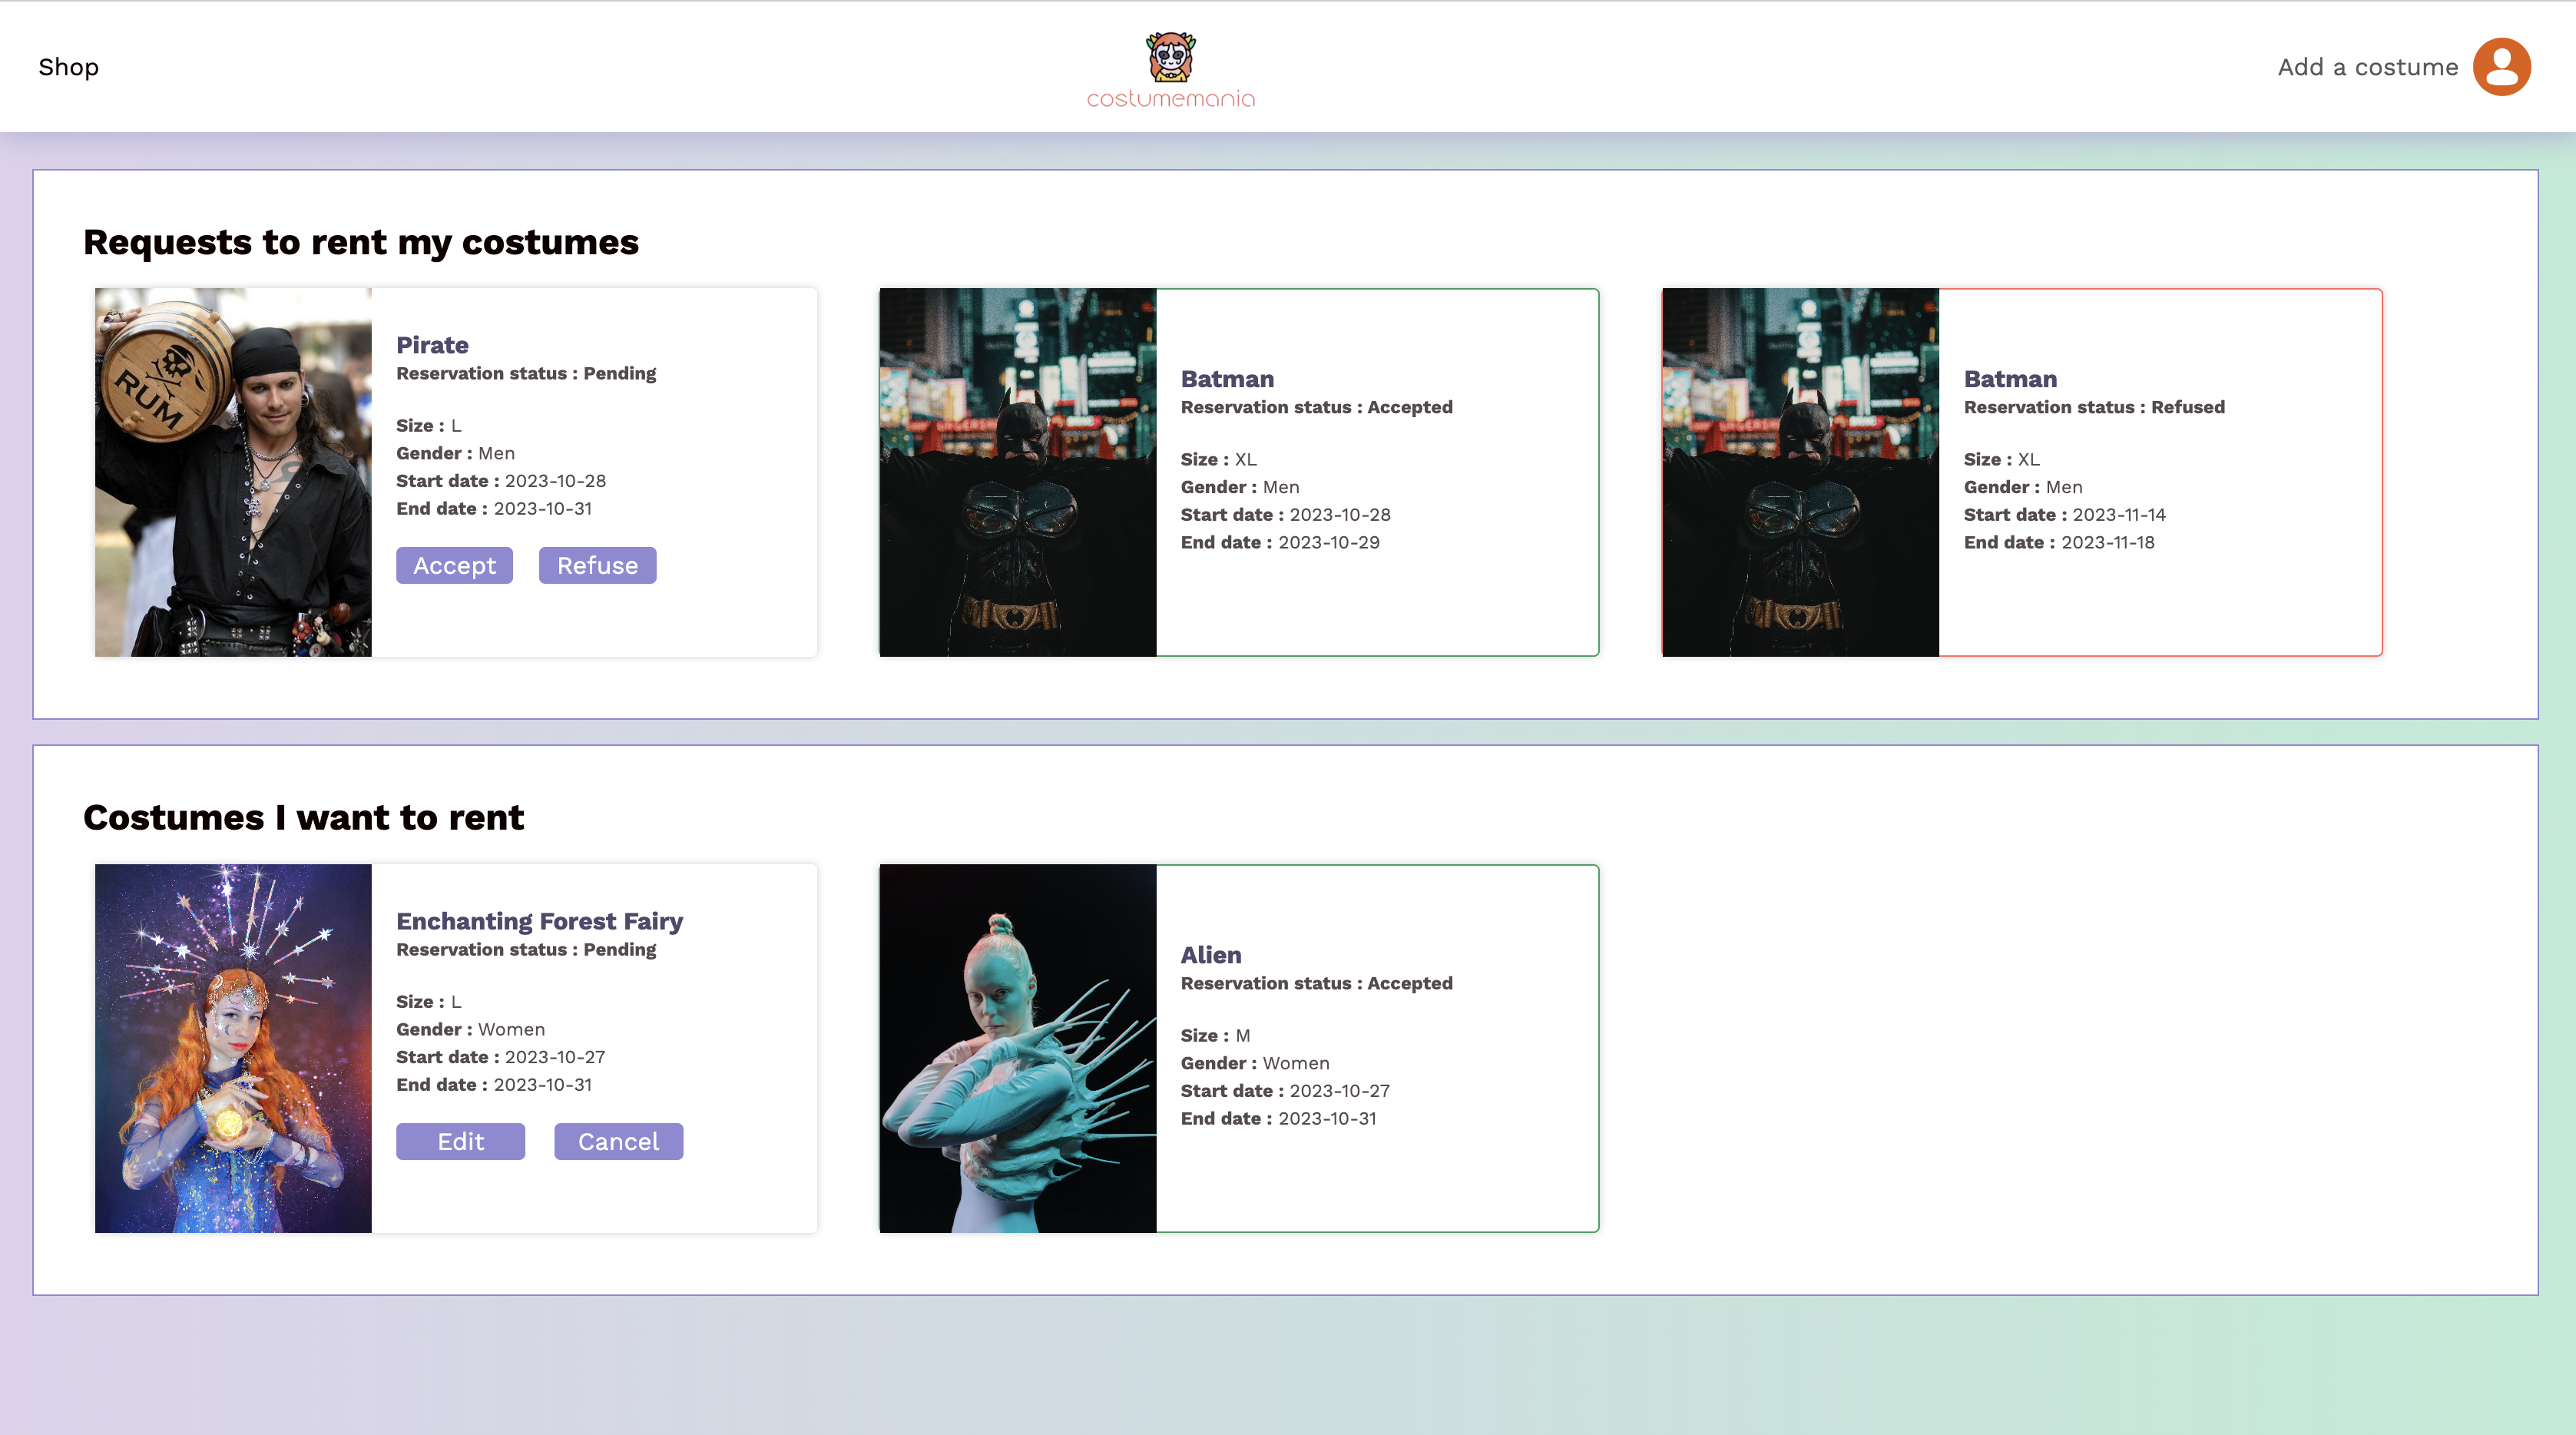 Shop
costumemania
Add a costume
Requests to rent my costumes
RUM
Pirate
Reservation status : Pending
Size : L
Gender : Men
Start date : 2023-10-28
End date : 2023-10-31
Accept
Refuse
Batman
Reservation status : Accepted
Size : XL
Gender : Men
Start date : 2023-10-28
End date : 2023-10-29
Batman
Reservation status : Refused
Size : XL
Gender : Men
Start date : 2023-11-14
End date : 2023-11-18
Costumes I want to rent
Enchanting Forest Fairy
Reservation status : Pending
Size : L
Gender : Women
Start date : 2023-10-27
End date : 2023-10-31
Edit
Cancel
Alien
Reservation status : Accepted
Size : M
Gender : Women
Start date : 2023-10-27
End date : 2023-10-31